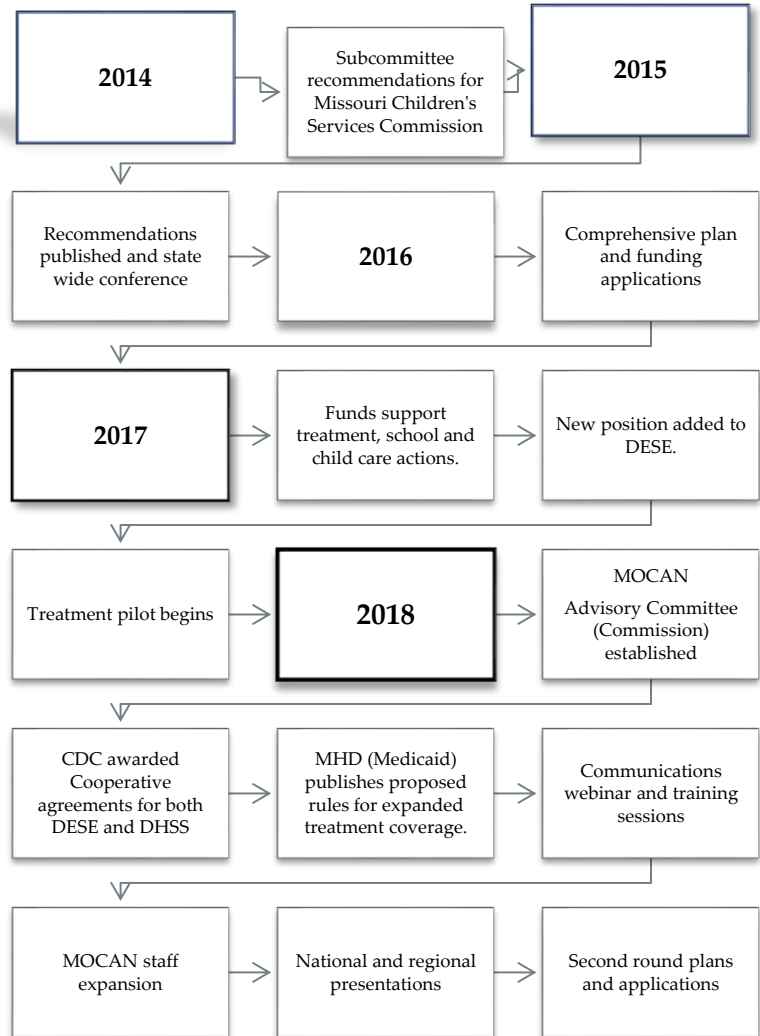 2014
Subcommittee
recommendations for
Missouri Children's
Services Commission
2015
Recommendations
published and state
wide conference
2016
Comprehensive plan
and funding
applications
2017
Funds support
treatment, school and
child care actions.
New position added to
DESE.
Treatment pilot begins
2018
MOCAN
Advisory Committee
(Commission)
established
CDC awarded
Cooperative
agreements for both
DESE and DHSS
MHD (Medicaid)
publishes proposed
rules for expanded
treatment coverage.
Communications
webinar and training
sessions
MOCAN staff
expansion
National and regional
presentations
Second round plans
and applications